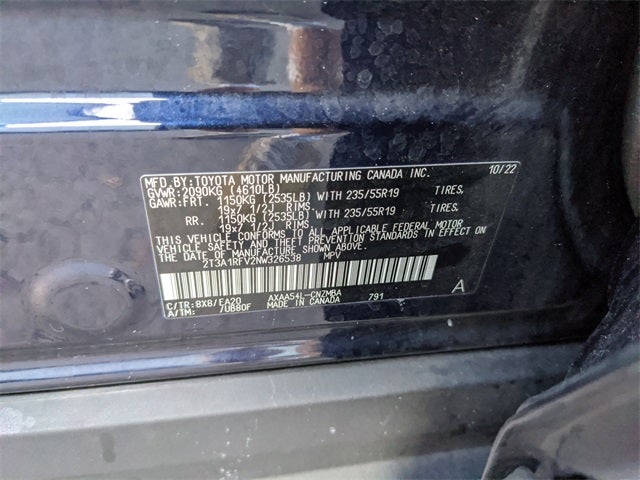 MFD.BY:TOYOTA MOTOR MANUFACTURING CANADA INC. 10/22
GVWR:2090KG (4610LB)
GAWR:FRT. 1150KG (2535LB) WITH 235/55R19 TIRES,
19x7 1/2J RIMS.
RR. 1150KG (2535LB) WITH 235/55R19 TIRES,
19x7 1/2J RIMS.
THIS VEHICLE CONFORMS TO ALL APPLICABLE FEDERAL MOTOR
VEHICLE SAFETY AND THEFT PREVENTION STANDARDS IN EFFECT ON
THE DATE OF MANUFACTURE SHOWN ABOVE.
2T3A1RFV2NW326538 MPV
C/TR:8X8/EA20 AXAA54L-CNZMBA 791 A
A/TM: /UB80F MADE IN CANADA